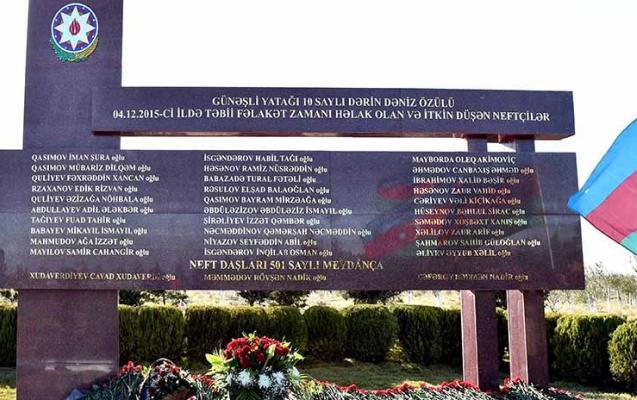 GÜNƏŞLİ YATAĞI 10 SAYLI DƏRİN DƏNİZ ÖZÜLÜ
04.12.2015-Cİ İLDƏ TƏBİİ FƏLAKƏT ZAMANI HƏLAK OLAN VƏ İTKİN DÜŞƏN NEFTÇİLƏR
QASIMOV İMAN ŞURA oğlu
QASIMOV MÜBARİZ DİLQƏM oğlu
QULİYEV FƏXRƏDDİN XANCAN oğlu
RZAXANOV EDİK RİZVAN oğlu
QULİYEV ƏZİZAĞA NÖHBALA oğlu
ABDULLAYEV ADİL ƏLƏKBƏR oğlu
TAĞIYEV FUAD TAHİR oğlu
BABAYEV MİKAYIL İSMAYIL oğlu
MAHMUDOV AĞA İZZƏT oğlu
MAYILOV SAMİR CAHANGİR oğlu
İSGƏNDƏROV HABİL TAĞI oğlu
HƏSƏNOV RAMİZ NÜSRƏDDİN oğlu
BABAZADƏ TURAL FƏTƏLİ oğlu
RƏSULOV ELŞAD BALAOĞLAN oğlu
QASIMOV BAYRAM MİRZƏAĞA oğlu
ƏBDÜLƏZİZOV ƏBDÜLƏZİZ İSMAYIL oğlu
ŞİRƏLİYEV İZZƏT QƏMBƏR oğlu
NƏCMƏDDİNOV QƏMƏRŞAH NƏCMƏDDİN oğlu
NİYAZOV SEYFƏDDİN ABİL oğlu
İSGƏNDƏROV İNQİLAB OSMAN oğlu
MAYBORDA OLEQ AKİMOVİÇ
ƏHMƏDOV CANBAXIŞ ƏHMƏD oğlu
İBRAHİMOV XALİD BƏŞİR oğlu
HƏSƏNOV ZAUR VAHİD oğlu
CƏRİYEV VƏLİ KİÇİKAĞA oğlu
HÜSEYNOV BƏHLUL SİRAC oğlu
SƏMƏDOV XOŞBƏXT XANIŞ oğlu
XƏLİLOV ZAUR ARİF oğlu
ŞAHMAROV SAHİB GÜLOĞLAN oğlu
ƏLİYEV ƏYYUB XƏLİL oğlu
NEFT DAŞLARI 501 SAYLI MEYDANÇA
XUDAVERDİYEV CAVAD XUDAVERDİ oğlu
MƏMMƏDOV RÖVŞƏN NADİR oğlu
CƏFƏROV BƏHMƏN NADİR oğlu